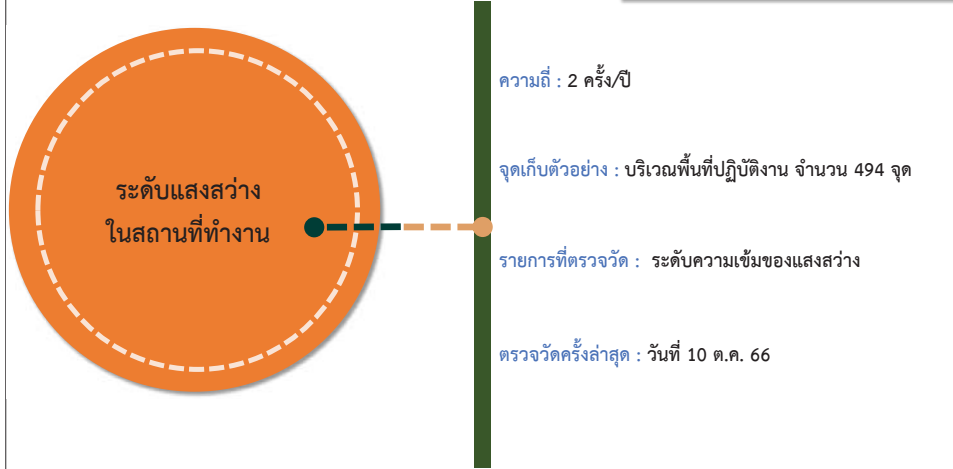 ระดับแสงสว่าง
ในสถานที่ทำงาน
ความถี่ : 2 ครั้ง/ปี
จุดเก็บตัวอย่าง : บริเวณพื้นที่ปฏิบัติงาน จำนวน 494 จุด
รายการที่ตรวจวัด : ระดับความเข้มของแสงสว่าง
ตรวจวัดครั้งล่าสุด : วันที่ 10 ต.ค. 66